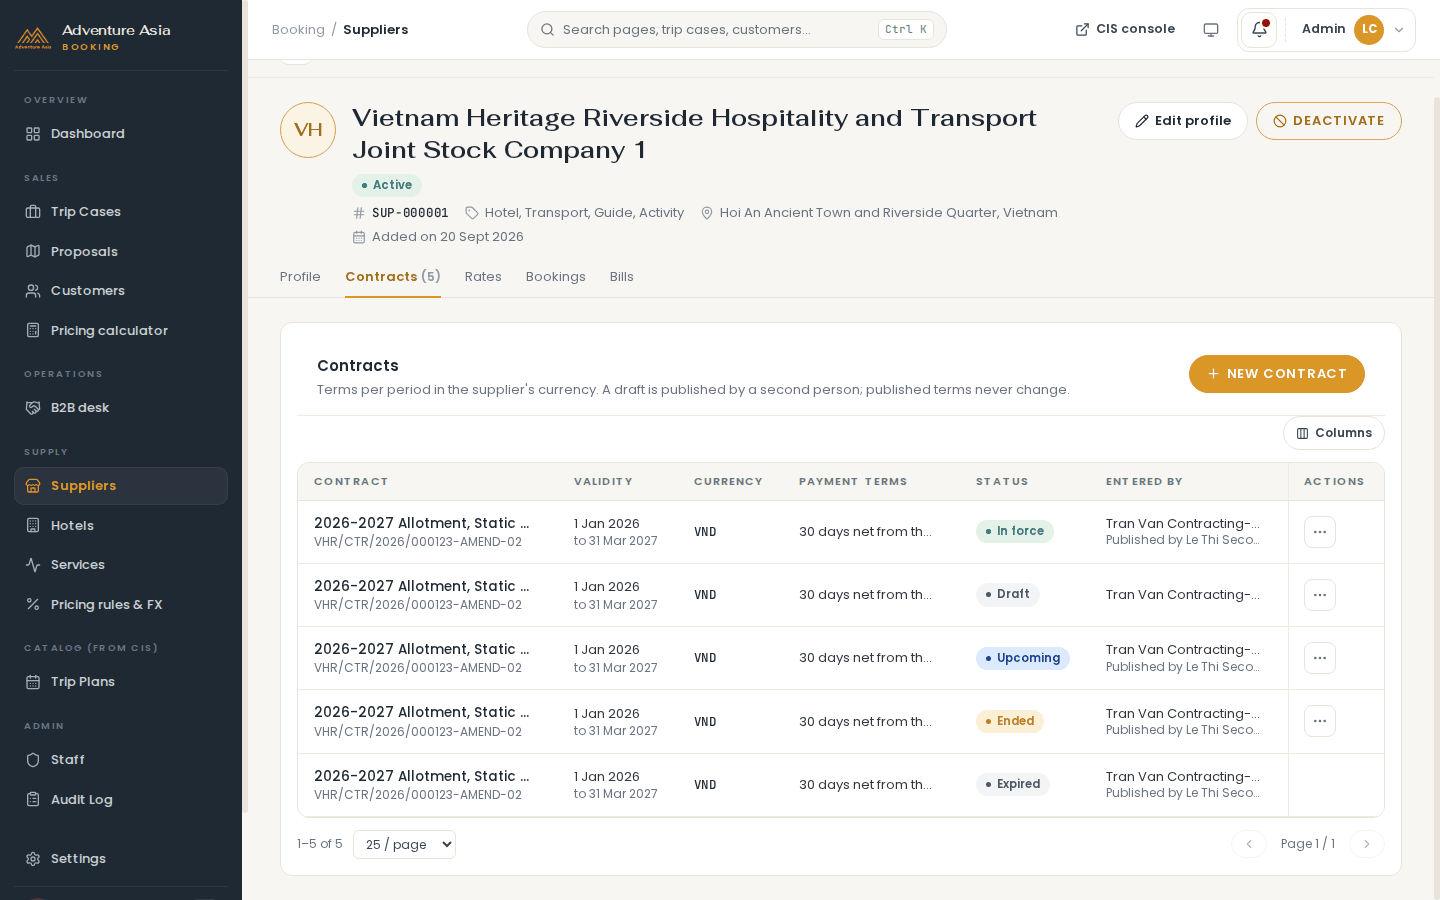 Adventure Asia
BOOKING
Adventure Asia
OVERVIEW
Dashboard
SALES
Trip Cases
Proposals
Customers
Pricing calculator
OPERATIONS
B2B desk
SUPPLY
Suppliers
Hotels
Services
Pricing rules & FX
CATALOG (FROM CIS)
Trip Plans
ADMIN
Staff
Audit Log
Settings
Booking / Suppliers
Search pages, trip cases, customers... Ctrl K
CIS console
Admin LC
VH
Vietnam Heritage Riverside Hospitality and Transport
Joint Stock Company 1
Edit profile DEACTIVATE
Active
SUP-000001 Hotel, Transport, Guide, Activity Hoi An Ancient Town and Riverside Quarter, Vietnam
Added on 20 Sept 2026
Profile Contracts (5) Rates Bookings Bills
Contracts
Terms per period in the supplier's currency. A draft is published by a second person; published terms never change.
+ NEW CONTRACT
Columns
CONTRACT VALIDITY CURRENCY PAYMENT TERMS STATUS ENTERED BY ACTIONS
2026-2027 Allotment, Static ... 1 Jan 2026 VND 30 days net from th... In force Tran Van Contracting-...
VHR/CTR/2026/000123-AMEND-02 to 31 Mar 2027 Published by Le Thi Seco...
2026-2027 Allotment, Static ... 1 Jan 2026 VND 30 days net from th... Draft Tran Van Contracting-...
VHR/CTR/2026/000123-AMEND-02 to 31 Mar 2027
2026-2027 Allotment, Static ... 1 Jan 2026 VND 30 days net from th... Upcoming Tran Van Contracting-...
VHR/CTR/2026/000123-AMEND-02 to 31 Mar 2027 Published by Le Thi Seco...
2026-2027 Allotment, Static ... 1 Jan 2026 VND 30 days net from th... Ended Tran Van Contracting-...
VHR/CTR/2026/000123-AMEND-02 to 31 Mar 2027 Published by Le Thi Seco...
2026-2027 Allotment, Static ... 1 Jan 2026 VND 30 days net from th... Expired Tran Van Contracting-...
VHR/CTR/2026/000123-AMEND-02 to 31 Mar 2027 Published by Le Thi Seco...
1–5 of 5 25 / page Page 1 / 1